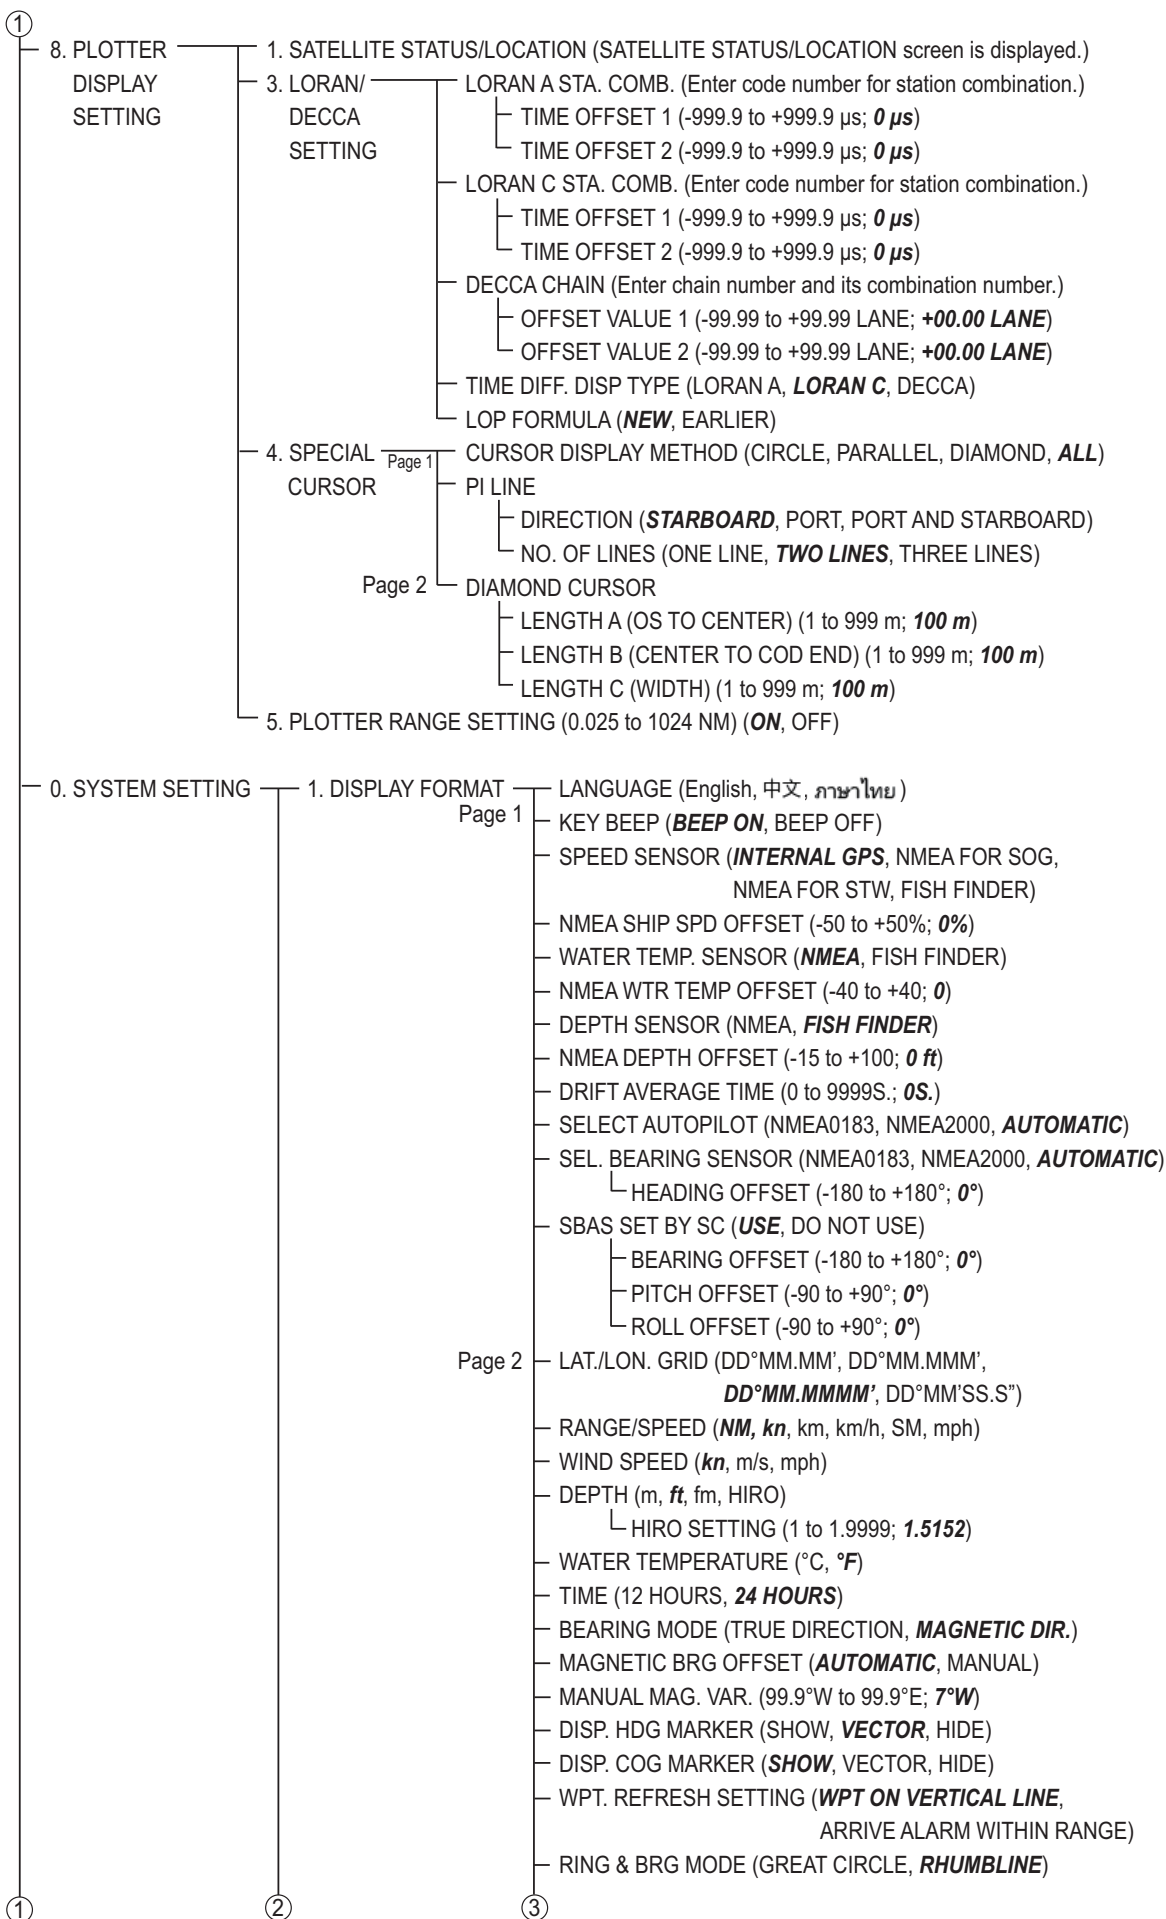 ①
8. PLOTTER DISPLAY SETTING
1. SATELLITE STATUS/LOCATION (SATELLITE STATUS/LOCATION screen is displayed.)
3. LORAN/ DECCA SETTING
LORAN A STA. COMB. (Enter code number for station combination.)
TIME OFFSET 1 (-999.9 to +999.9 µs; 0 µs)
TIME OFFSET 2 (-999.9 to +999.9 µs; 0 µs)
LORAN C STA. COMB. (Enter code number for station combination.)
TIME OFFSET 1 (-999.9 to +999.9 µs; 0 µs)
TIME OFFSET 2 (-999.9 to +999.9 µs; 0 µs)
DECCA CHAIN (Enter chain number and its combination number.)
OFFSET VALUE 1 (-99.99 to +99.99 LANE; +00.00 LANE)
OFFSET VALUE 2 (-99.99 to +99.99 LANE; +00.00 LANE)
TIME DIFF. DISP TYPE (LORAN A, LORAN C, DECCA)
LOP FORMULA (NEW, EARLIER)
4. SPECIAL CURSOR
Page 1
CURSOR DISPLAY METHOD (CIRCLE, PARALLEL, DIAMOND, ALL)
PI LINE
DIRECTION (STARBOARD, PORT, PORT AND STARBOARD)
NO. OF LINES (ONE LINE, TWO LINES, THREE LINES)
Page 2
DIAMOND CURSOR
LENGTH A (OS TO CENTER) (1 to 999 m; 100 m)
LENGTH B (CENTER TO COD END) (1 to 999 m; 100 m)
LENGTH C (WIDTH) (1 to 999 m; 100 m)
5. PLOTTER RANGE SETTING (0.025 to 1024 NM) (ON, OFF)
0. SYSTEM SETTING
1. DISPLAY FORMAT
Page 1
LANGUAGE (English, 中文, ภาษาไทย)
KEY BEEP (BEEP ON, BEEP OFF)
SPEED SENSOR (INTERNAL GPS, NMEA FOR SOG,
NMEA FOR STW, FISH FINDER)
NMEA SHIP SPD OFFSET (-50 to +50%; 0%)
WATER TEMP. SENSOR (NMEA, FISH FINDER)
NMEA WTR TEMP OFFSET (-40 to +40; 0)
DEPTH SENSOR (NMEA, FISH FINDER)
NMEA DEPTH OFFSET (-15 to +100; 0 ft)
DRIFT AVERAGE TIME (0 to 9999S.; 0S.)
SELECT AUTOPILOT (NMEA0183, NMEA2000, AUTOMATIC)
SEL. BEARING SENSOR (NMEA0183, NMEA2000, AUTOMATIC)
HEADING OFFSET (-180 to +180°; 0°)
SBAS SET BY SC (USE, DO NOT USE)
BEARING OFFSET (-180 to +180°; 0°)
PITCH OFFSET (-90 to +90°; 0°)
ROLL OFFSET (-90 to +90°; 0°)
Page 2
LAT./LON. GRID (DD°MM.MM’, DD°MM.MMM’,
DD°MM.MMMM’, DD°MM’SS.S”)
RANGE/SPEED (NM, kn, km, km/h, SM, mph)
WIND SPEED (kn, m/s, mph)
DEPTH (m, ft, fm, HIRO)
HIRO SETTING (1 to 1.9999; 1.5152)
WATER TEMPERATURE (°C, °F)
TIME (12 HOURS, 24 HOURS)
BEARING MODE (TRUE DIRECTION, MAGNETIC DIR.)
MAGNETIC BRG OFFSET (AUTOMATIC, MANUAL)
MANUAL MAG. VAR. (99.9°W to 99.9°E; 7°W)
DISP. HDG MARKER (SHOW, VECTOR, HIDE)
DISP. COG MARKER (SHOW, VECTOR, HIDE)
WPT. REFRESH SETTING (WPT ON VERTICAL LINE,
ARRIVE ALARM WITHIN RANGE)
RING & BRG MODE (GREAT CIRCLE, RHUMBLINE)
① ② ③